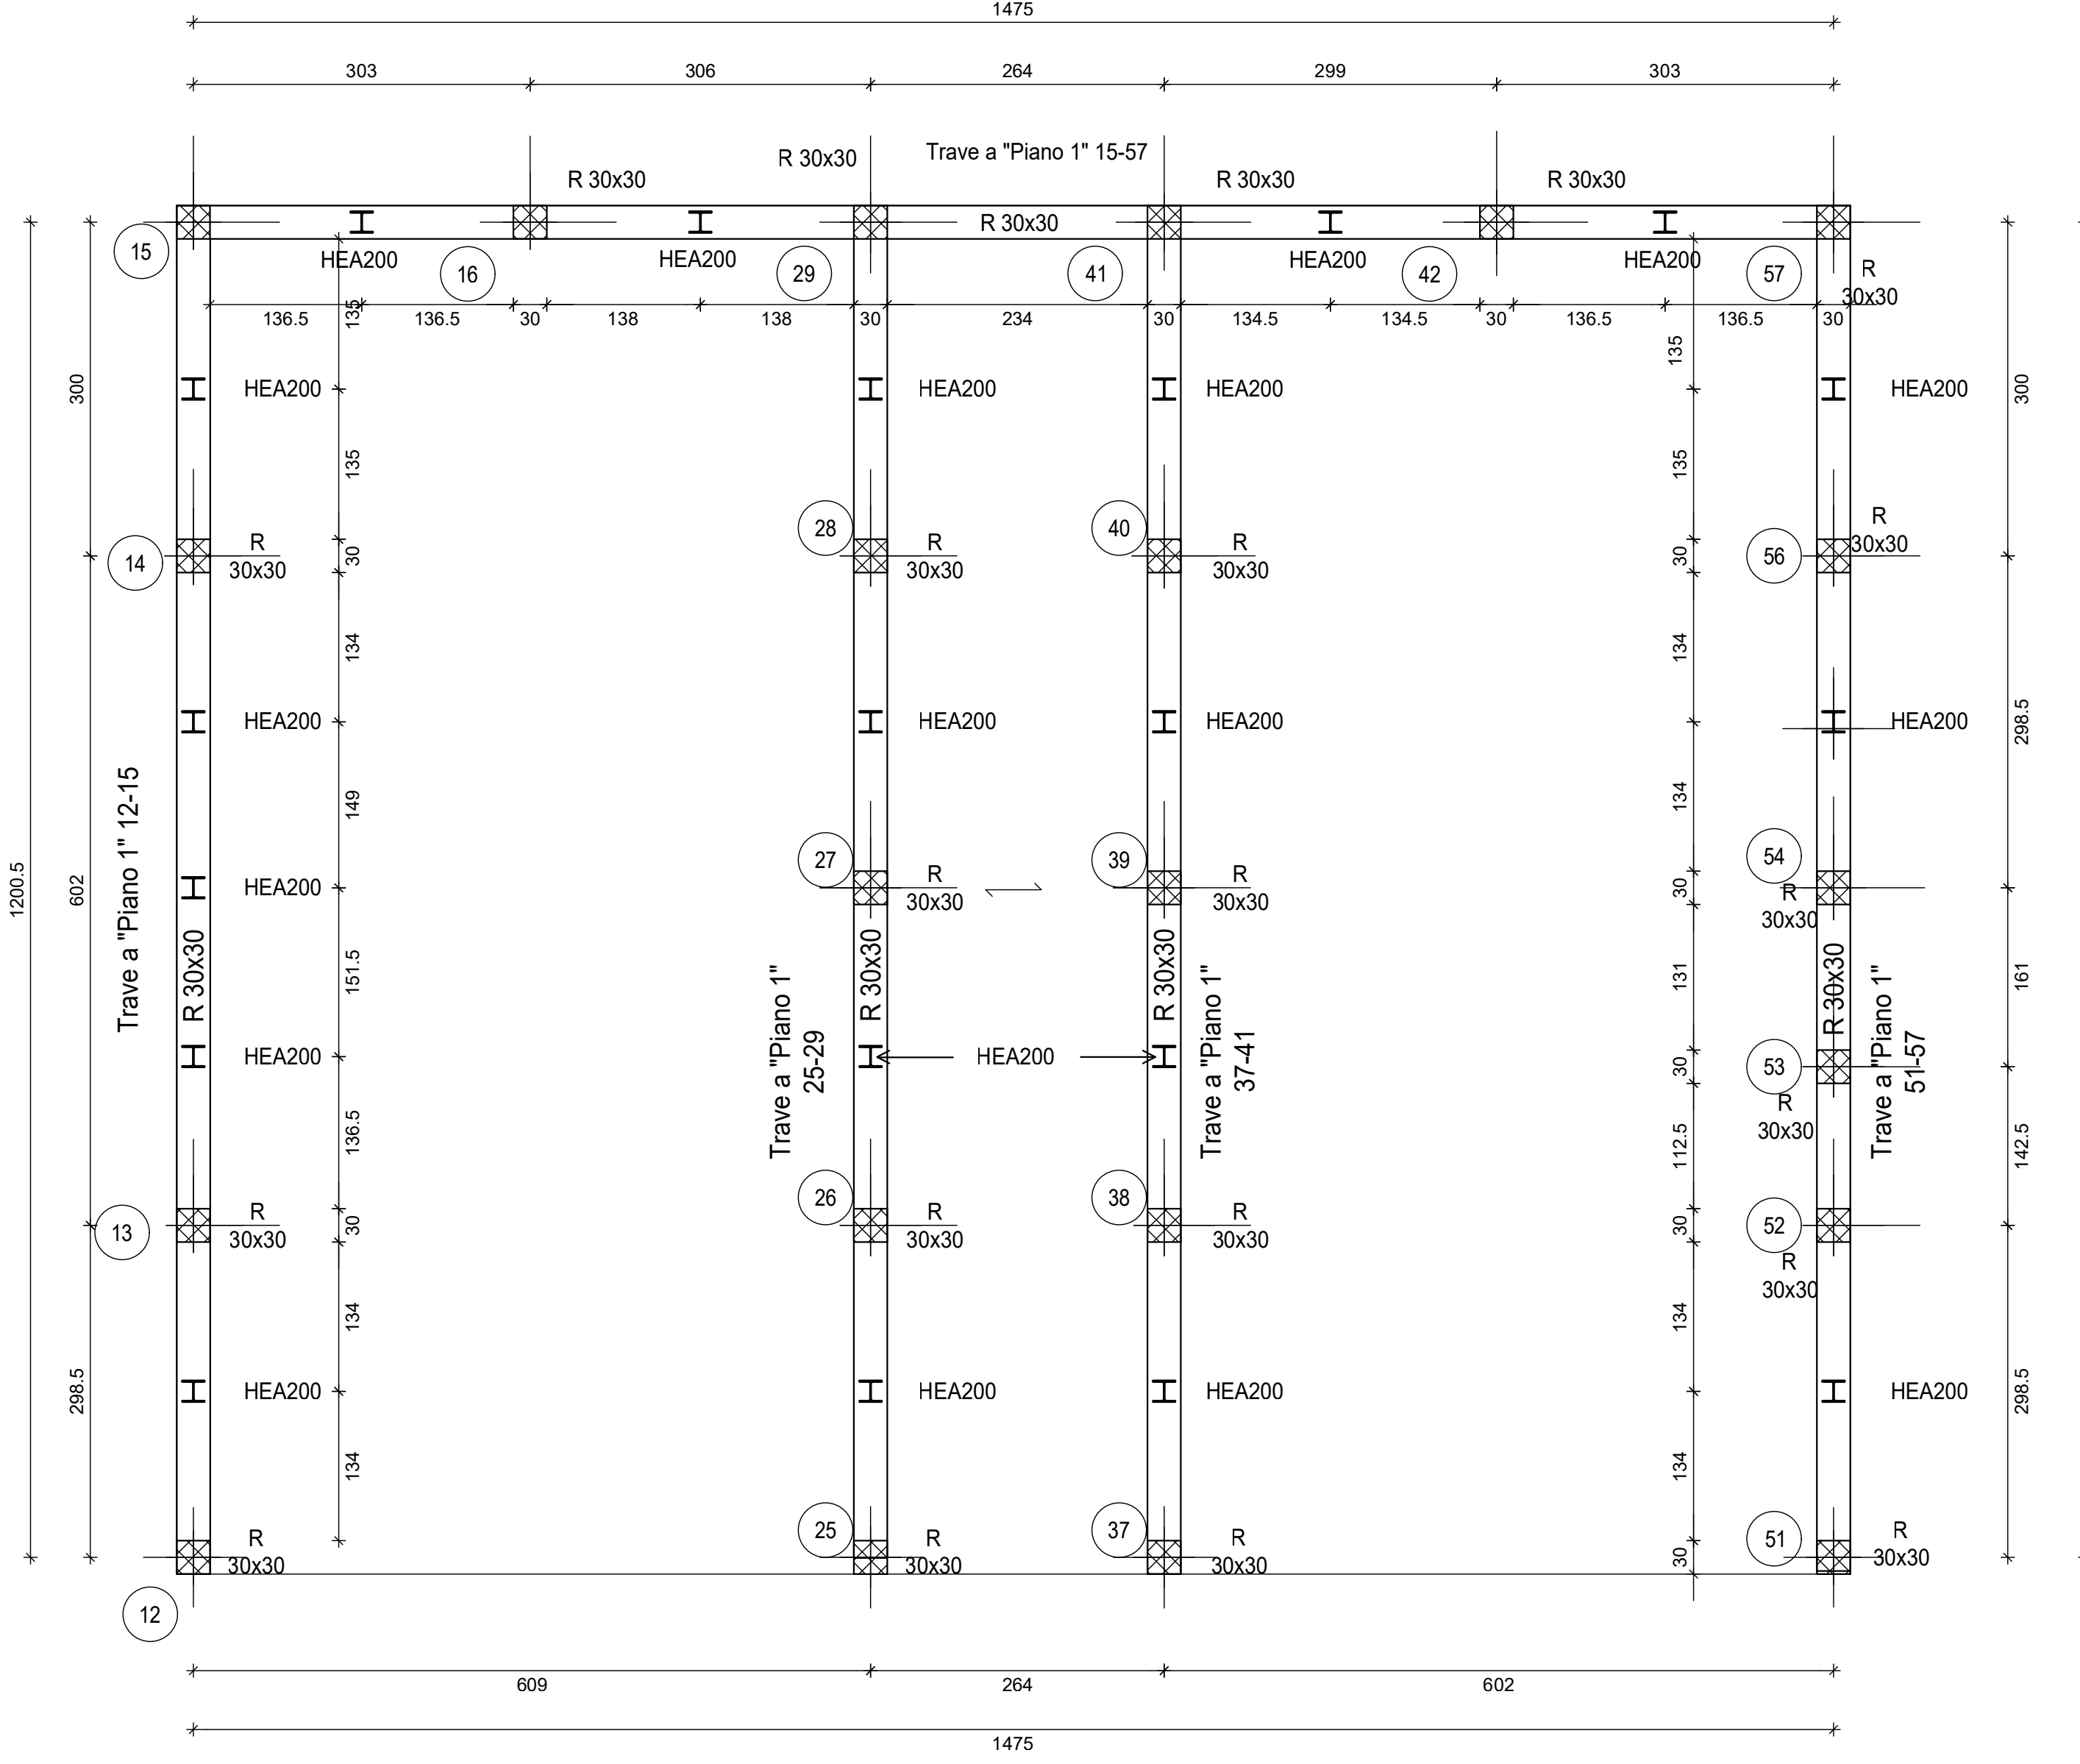 1475
303 306 264 299 303
R 30x30 Trave a "Piano 1" 15-57
R 30x30 R 30x30 R 30x30
R 30x30
15 HEA200 16 HEA200 29 41 HEA200 42 HEA200 57 R
30x30
136.5 135 136.5 30 138 138 30 234 30 134.5 134.5 30 136.5 136.5 30
135
300 HEA200 HEA200 HEA200 HEA200 300
135 135
28 40 R
14 R 30 R R 30 56 30x30
30x30 30x30 30x30
134 134
HEA200 HEA200 HEA200 HEA200 298.5
149 134
27 39 54
1200.5 602 HEA200 R R 30 R
30x30 30x30 30x30
Trave a "Piano 1" 12-15
R 30x30 R 30x30 R 30x30 R 30x30
151.5 131 161
Trave a "Piano 1"
25-29
Trave a "Piano 1"
37-41
Trave a "Piano 1"
51-57
HEA200 HEA200 30 53
R
30x30
136.5 112.5 142.5
26 38
13 R 30 R R 30 52
30x30 30x30 30x30 R
30x30
134 134
298.5 HEA200 HEA200 HEA200 HEA200 298.5
134 134
25 37 51
R R R 30 R
30x30 30x30 30x30 30x30
12
609 264 602
1475